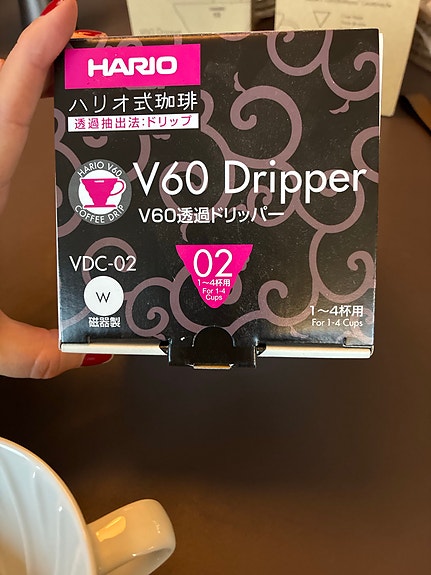 HARIO
ハリオ式珈琲
透過抽出法:ドリップ
HARIO V60
COFFEE DRIP
V60 Dripper
V60透過ドリッパー
VDC-02
W
磁器製
02
1〜4杯用
For 1-4
Cups
1〜4杯用
For 1-4 Cups